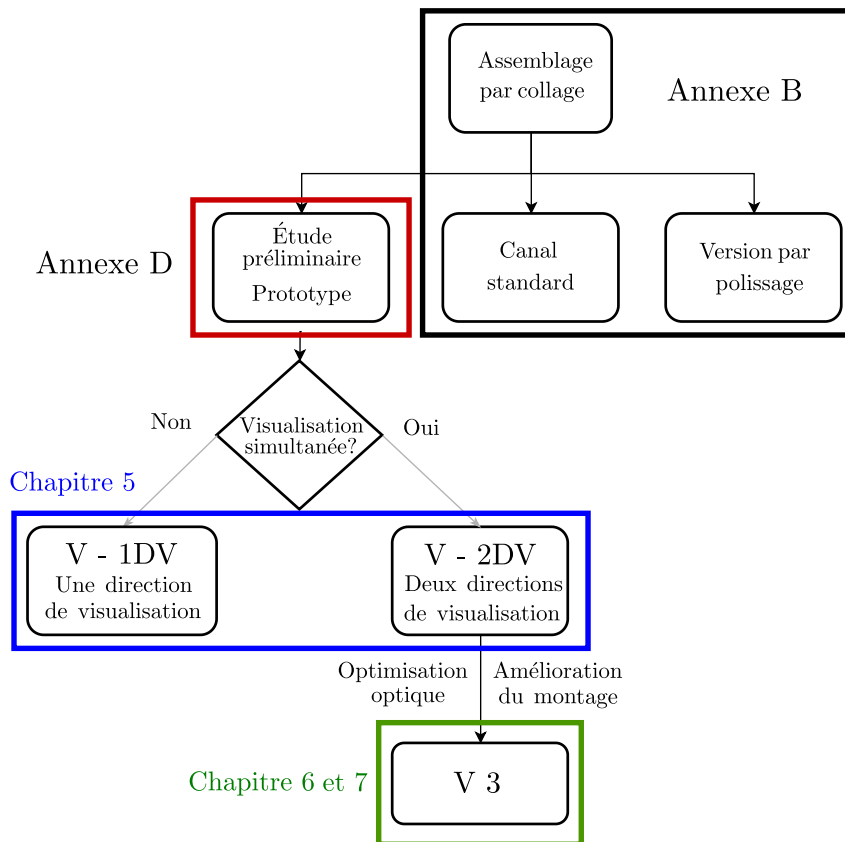 Assemblage
par collage
Annexe B
Annexe D
Étude
préliminaire
Prototype
Canal
standard
Version par
polissage
Non
Visualisation
simultanée?
Oui
Chapitre 5
V - 1DV
Une direction
de visualisation
V - 2DV
Deux directions
de visualisation
Optimisation
optique
Amélioration
du montage
Chapitre 6 et 7
V 3